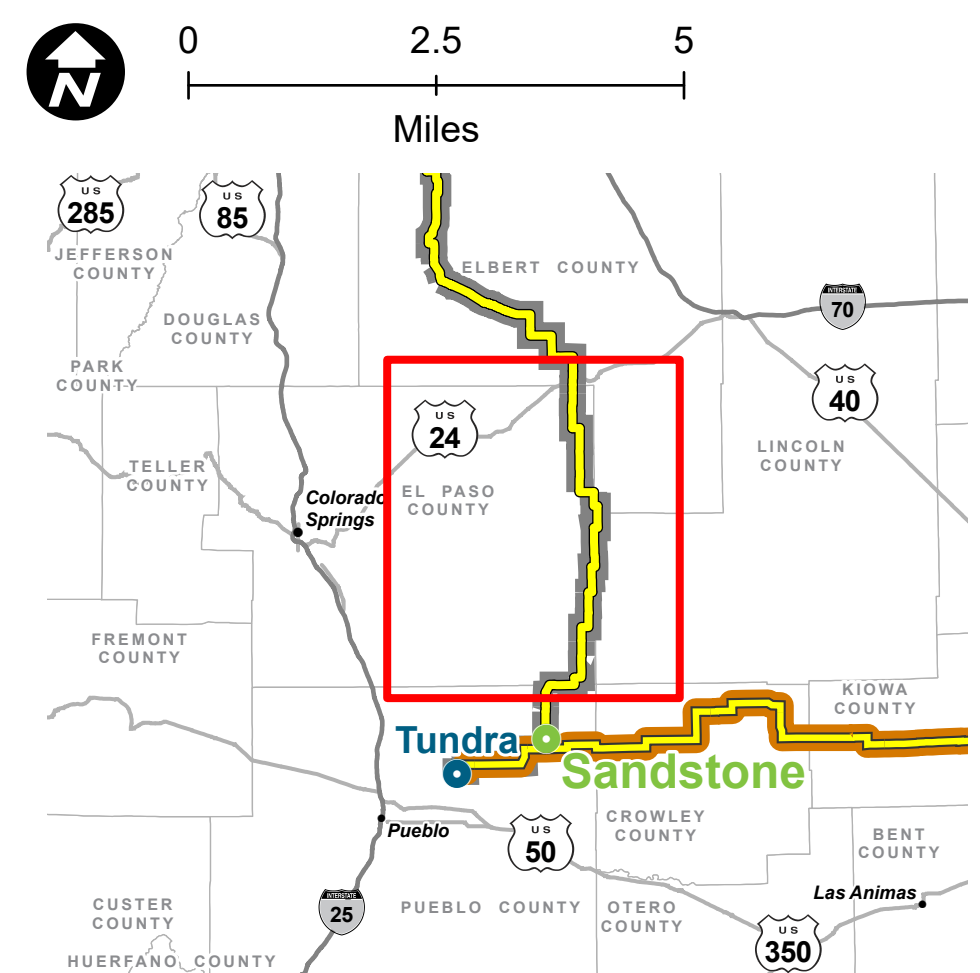 0 2.5 5
N
Miles
US
285
US
85
JEFFERSON
COUNTY
ELBERT COUNTY
INTERSTATE
70
DOUGLAS
COUNTY
PARK
COUNTY
US
40
US
24
LINCOLN
COUNTY
TELLER
COUNTY
Colorado
Springs
EL PASO
COUNTY
FREMONT
COUNTY
KIOWA
COUNTY
Tundra
Sandstone
CROWLEY
COUNTY
Pueblo
US
50
BENT
COUNTY
Las Animas
INTERSTATE
25
CUSTER
COUNTY
PUEBLO COUNTY
OTERO
COUNTY
US
350
HUERFANO COUNTY